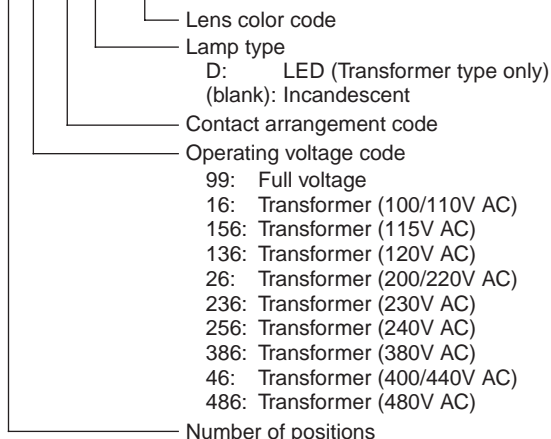 Lens color code
Lamp type
D: LED (Transformer type only)
(blank): Incandescent
Contact arrangement code
Operating voltage code
99: Full voltage
16: Transformer (100/110V AC)
156: Transformer (115V AC)
136: Transformer (120V AC)
26: Transformer (200/220V AC)
236: Transformer (230V AC)
256: Transformer (240V AC)
386: Transformer (380V AC)
46: Transformer (400/440V AC)
486: Transformer (480V AC)
Number of positions